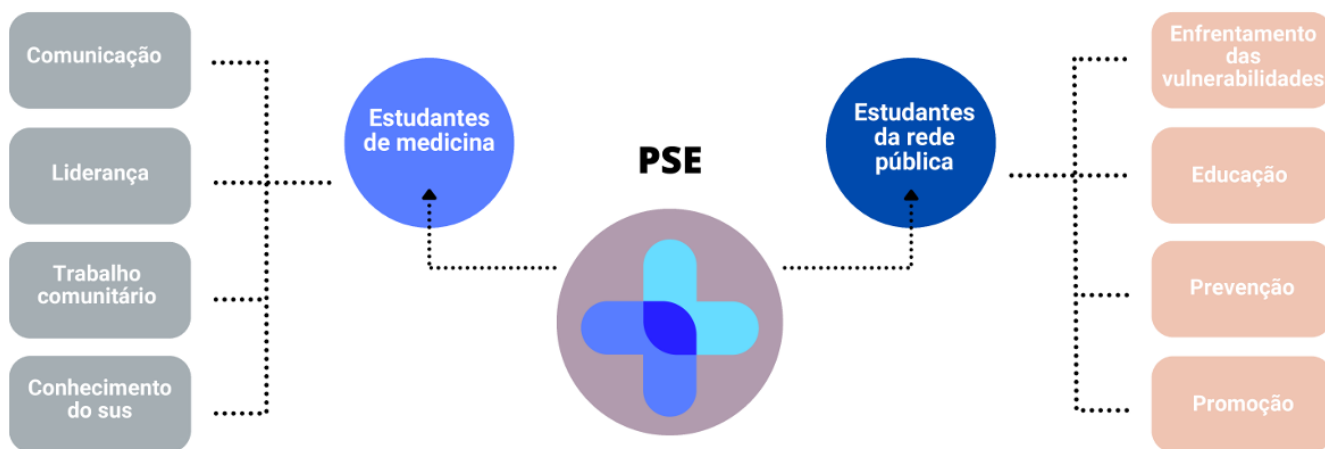 Comunicação
Liderança
Trabalho
comunitário
Conhecimento
do sus
Estudantes
de medicina
PSE
Estudantes
da rede
pública
Enfrentamento
das
vulnerabilidades
Educação
Prevenção
Promoção